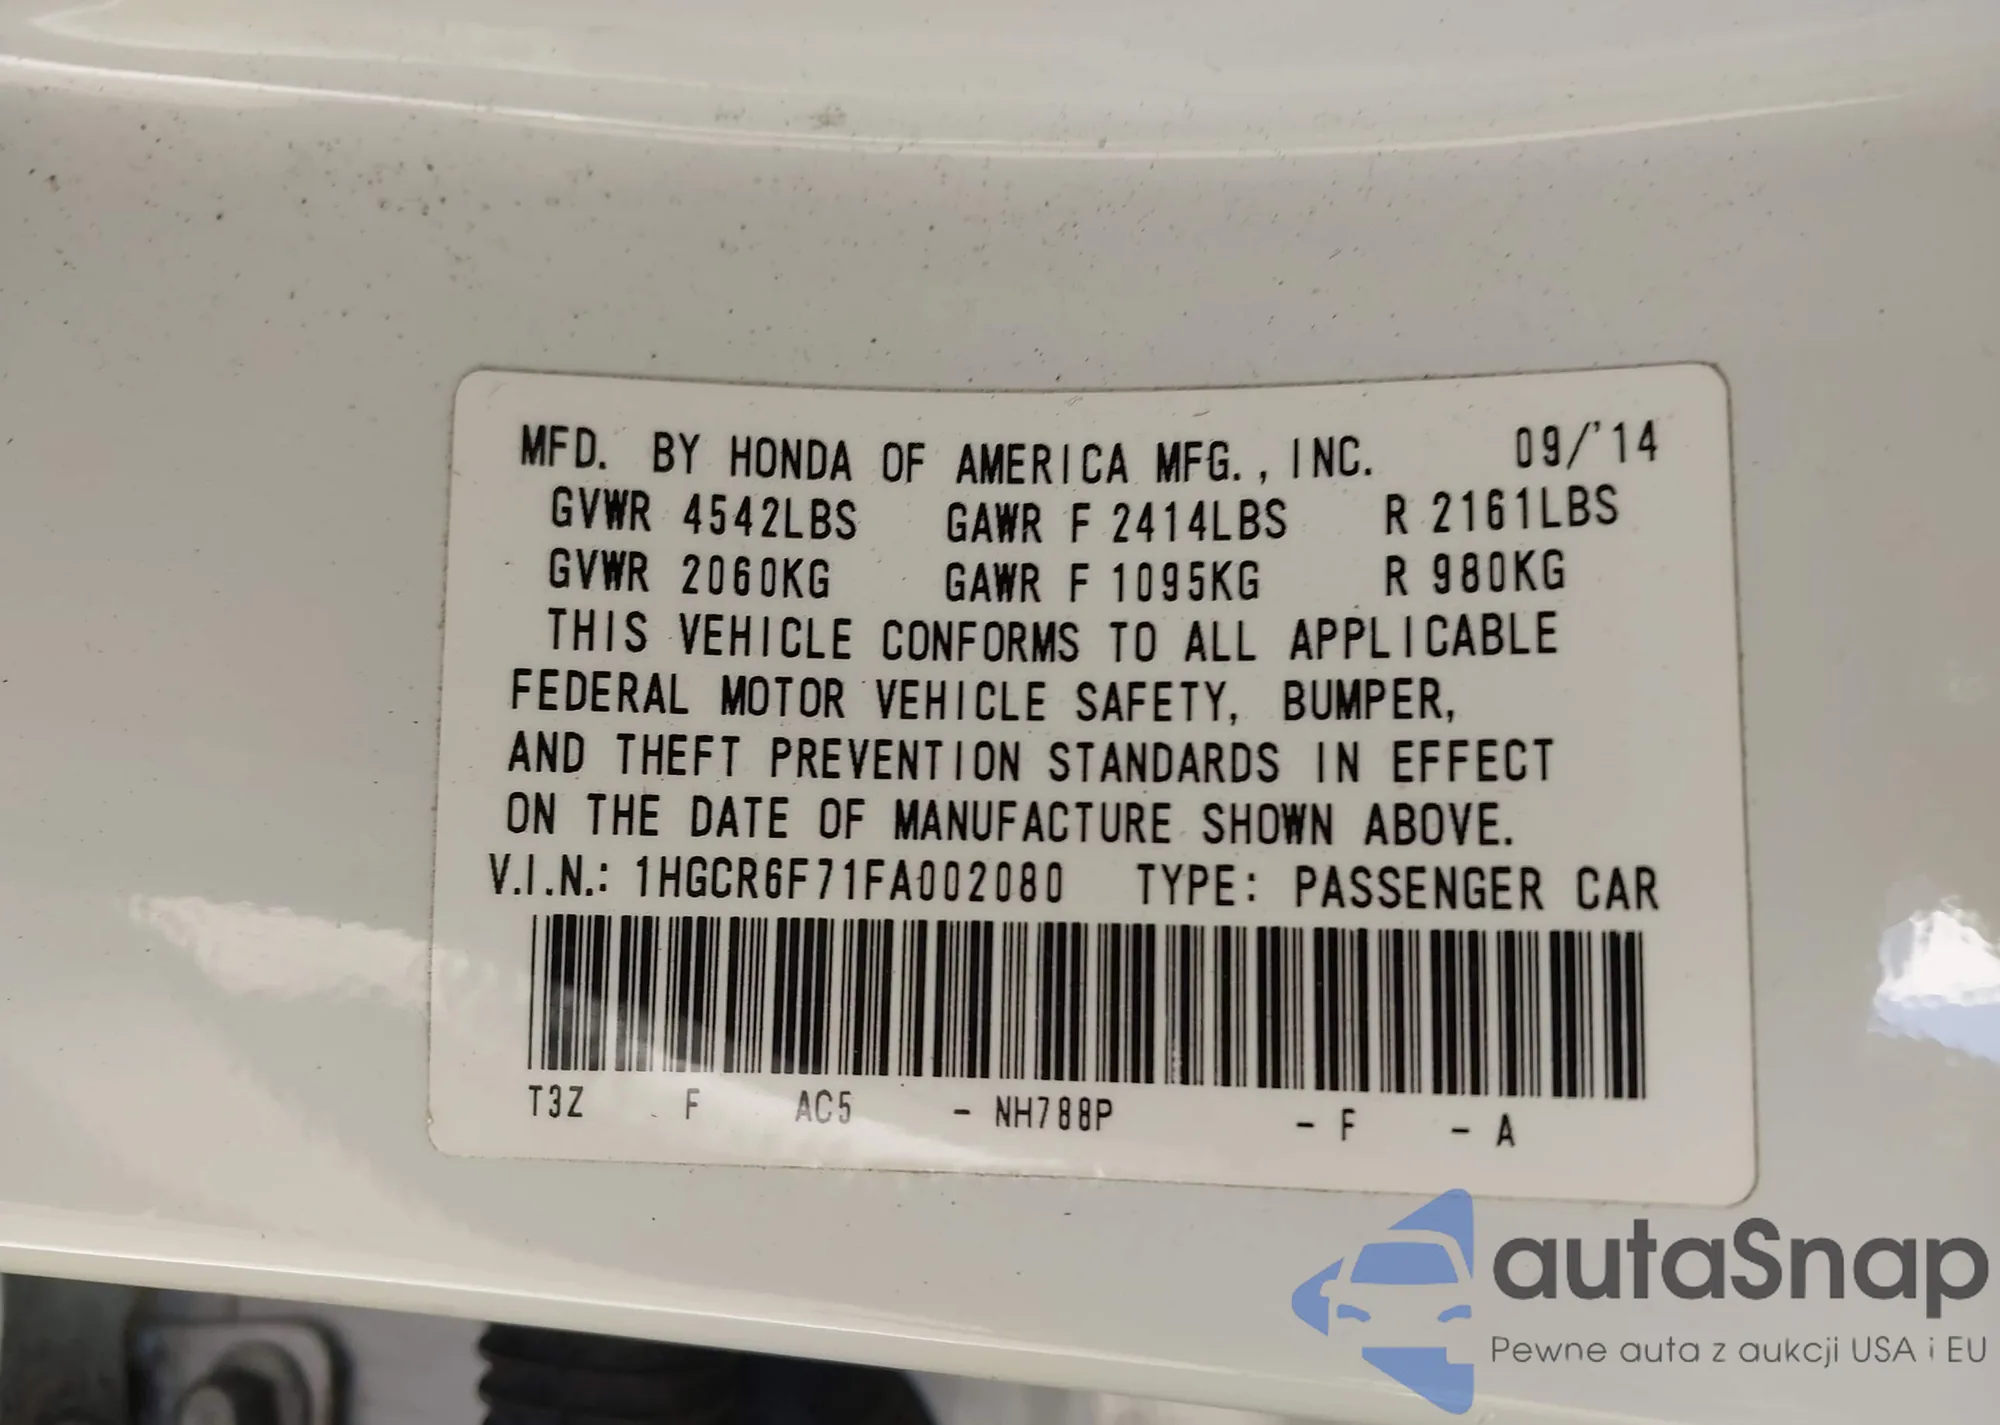 MFD. BY HONDA OF AMERICA MFG., INC. 09/'14
GVWR 4542LBS GAWR F 2414LBS R 2161LBS
GVWR 2060KG GAWR F 1095KG R 980KG
THIS VEHICLE CONFORMS TO ALL APPLICABLE
FEDERAL MOTOR VEHICLE SAFETY, BUMPER,
AND THEFT PREVENTION STANDARDS IN EFFECT
ON THE DATE OF MANUFACTURE SHOWN ABOVE.
V.I.N.: 1HGCR6F71FA002080 TYPE: PASSENGER CAR
T3Z F AC5 - NH788P - F - A
autaSnap
Pewne auta z aukcji USA i EU